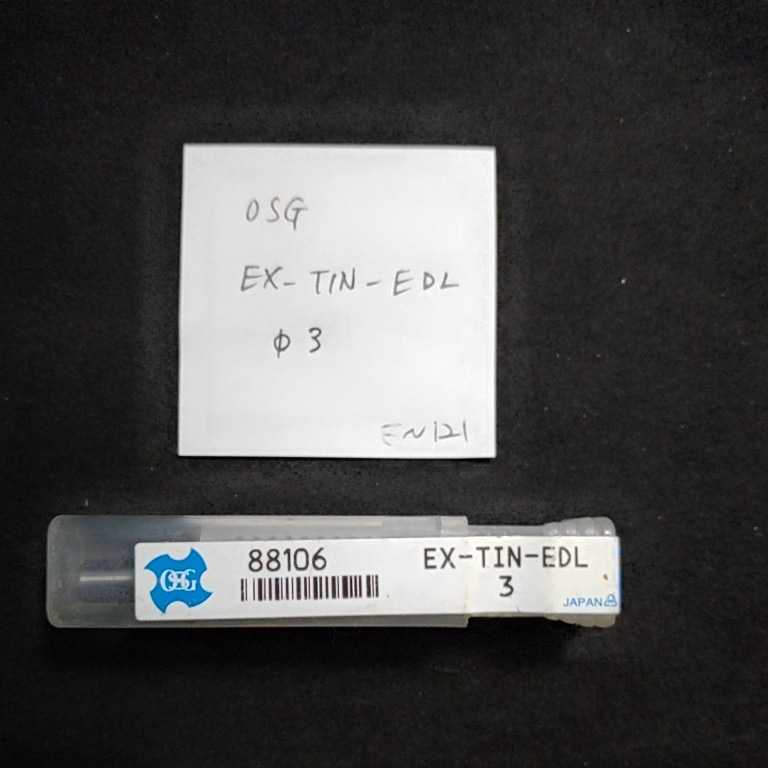 OSG
EX-TIN-EDL
φ3
EN121
OSG
88106
EX-TIN-EDL
3
JAPAN